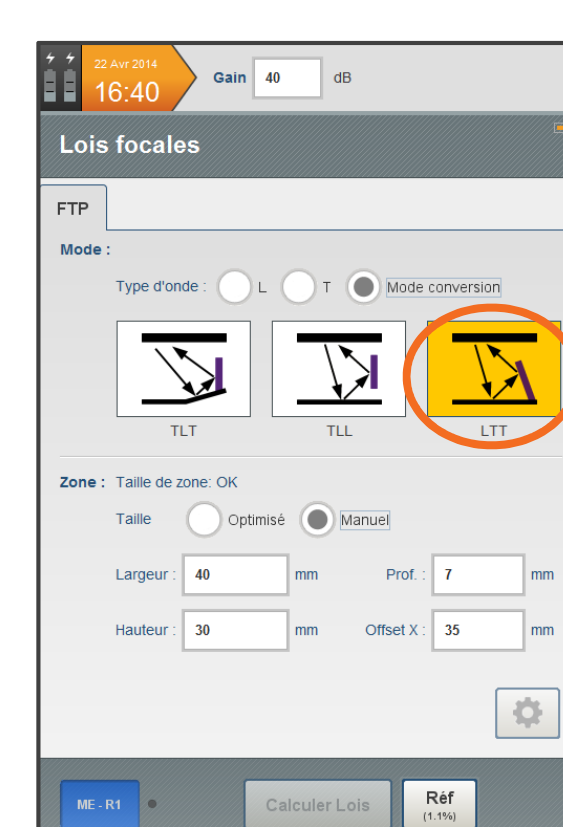 22 Avr 2014
16:40
Gain 40 dB
Lois focales
FTP
Mode :
Type d'onde : L T Mode conversion
TLT TLL LTT
Zone : Taille de zone: OK
Taille Optimisé Manuel
Largeur : 40 mm Prof. : 7 mm
Hauteur : 30 mm Offset X : 35 mm
ME - R1 Calculer Lois Réf
(1.1%)